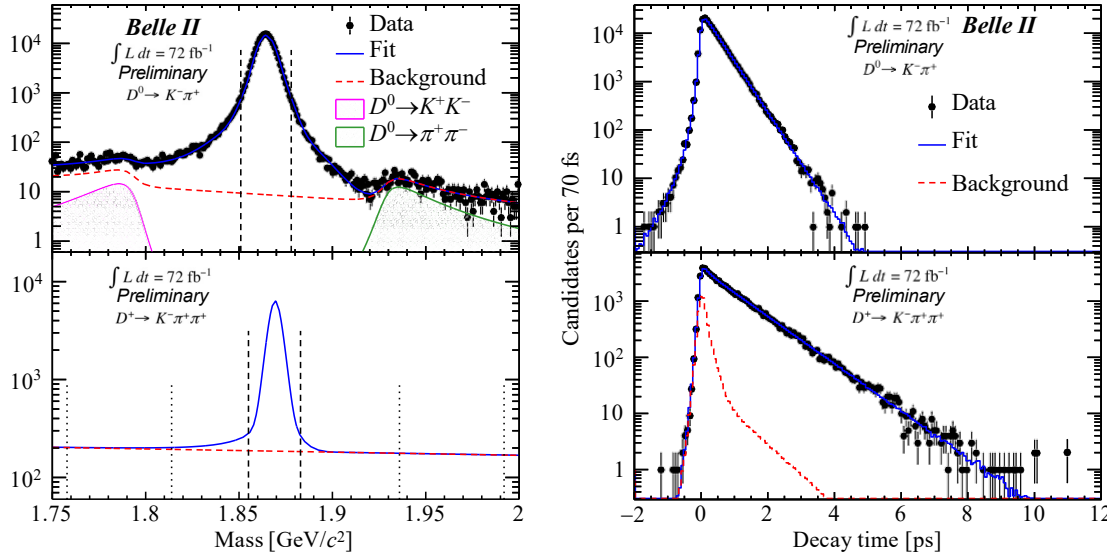 Belle II
∫ L dt = 72 fb⁻¹
Preliminary
D⁰→ K⁻π⁺
Data
Fit
Background
D⁰→K⁺K⁻
D⁰→π⁺π⁻
10⁴
10³
10²
10
1
∫ L dt = 72 fb⁻¹
Preliminary
D⁺→ K⁻π⁺π⁺
10⁴
10³
10²
1.75 1.8 1.85 1.9 1.95 2
Mass [GeV/c²]
Candidates per 70 fs
Belle II
∫ L dt = 72 fb⁻¹
Preliminary
D⁰→ K⁻π⁺
Data
Fit
Background
10⁴
10³
10²
10
1
∫ L dt = 72 fb⁻¹
Preliminary
D⁺→ K⁻π⁺π⁺
10³
10²
10
1
−2 0 2 4 6 8 10 12
Decay time [ps]